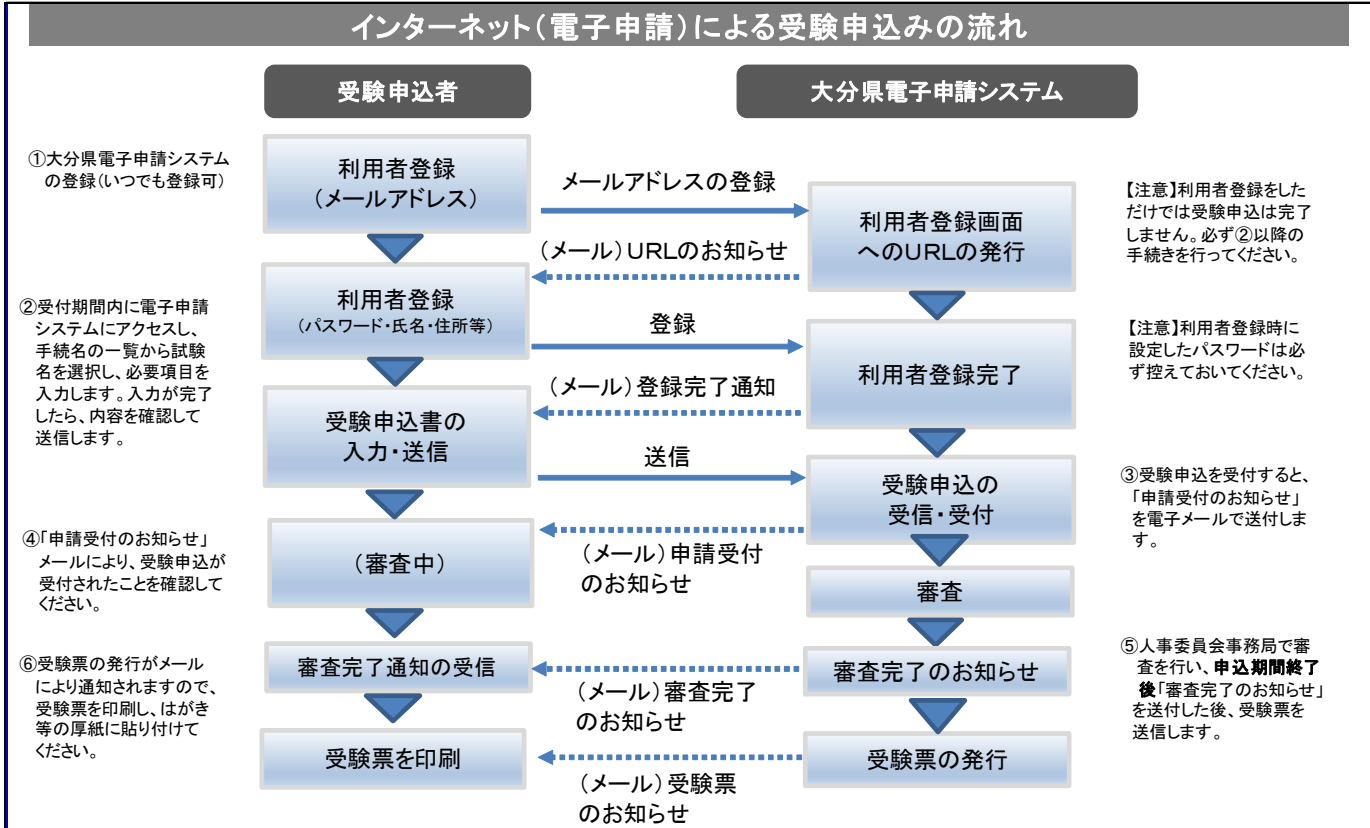 インターネット（電子申請）による受験申込みの流れ
受験申込者
大分県電子申請システム
①大分県電子申請システム
の登録（いつでも登録可）
利用者登録
（メールアドレス）
メールアドレスの登録
利用者登録画面
へのURLの発行
【注意】利用者登録をした
だけでは受験申込は完了
しません。必ず②以降の
手続きを行ってください。
（メール）URLのお知らせ
②受付期間内に電子申請
システムにアクセスし、
手続名の一覧から試験
名を選択し、必要項目を
入力します。入力が完了
したら、内容を確認して
送信します。
利用者登録
（パスワード・氏名・住所等）
登録
利用者登録完了
【注意】利用者登録時に
設定したパスワードは必
ず控えておいてください。
（メール）登録完了通知
受験申込書の
入力・送信
送信
受験申込の
受信・受付
③受験申込を受付すると、
「申請受付のお知らせ」
を電子メールで送付しま
す。
④「申請受付のお知らせ」
メールにより、受験申込が
受付されたことを確認して
ください。
（審査中）
（メール）申請受付
のお知らせ
審査
⑥受験票の発行がメール
により通知されますので、
受験票を印刷し、はがき
等の厚紙に貼り付けて
ください。
審査完了通知の受信
（メール）審査完了
のお知らせ
審査完了のお知らせ
⑤人事委員会事務局で審
査を行い、申込期間終了
後「審査完了のお知らせ」
を送付した後、受験票を
送信します。
受験票を印刷
（メール）受験票
のお知らせ
受験票の発行